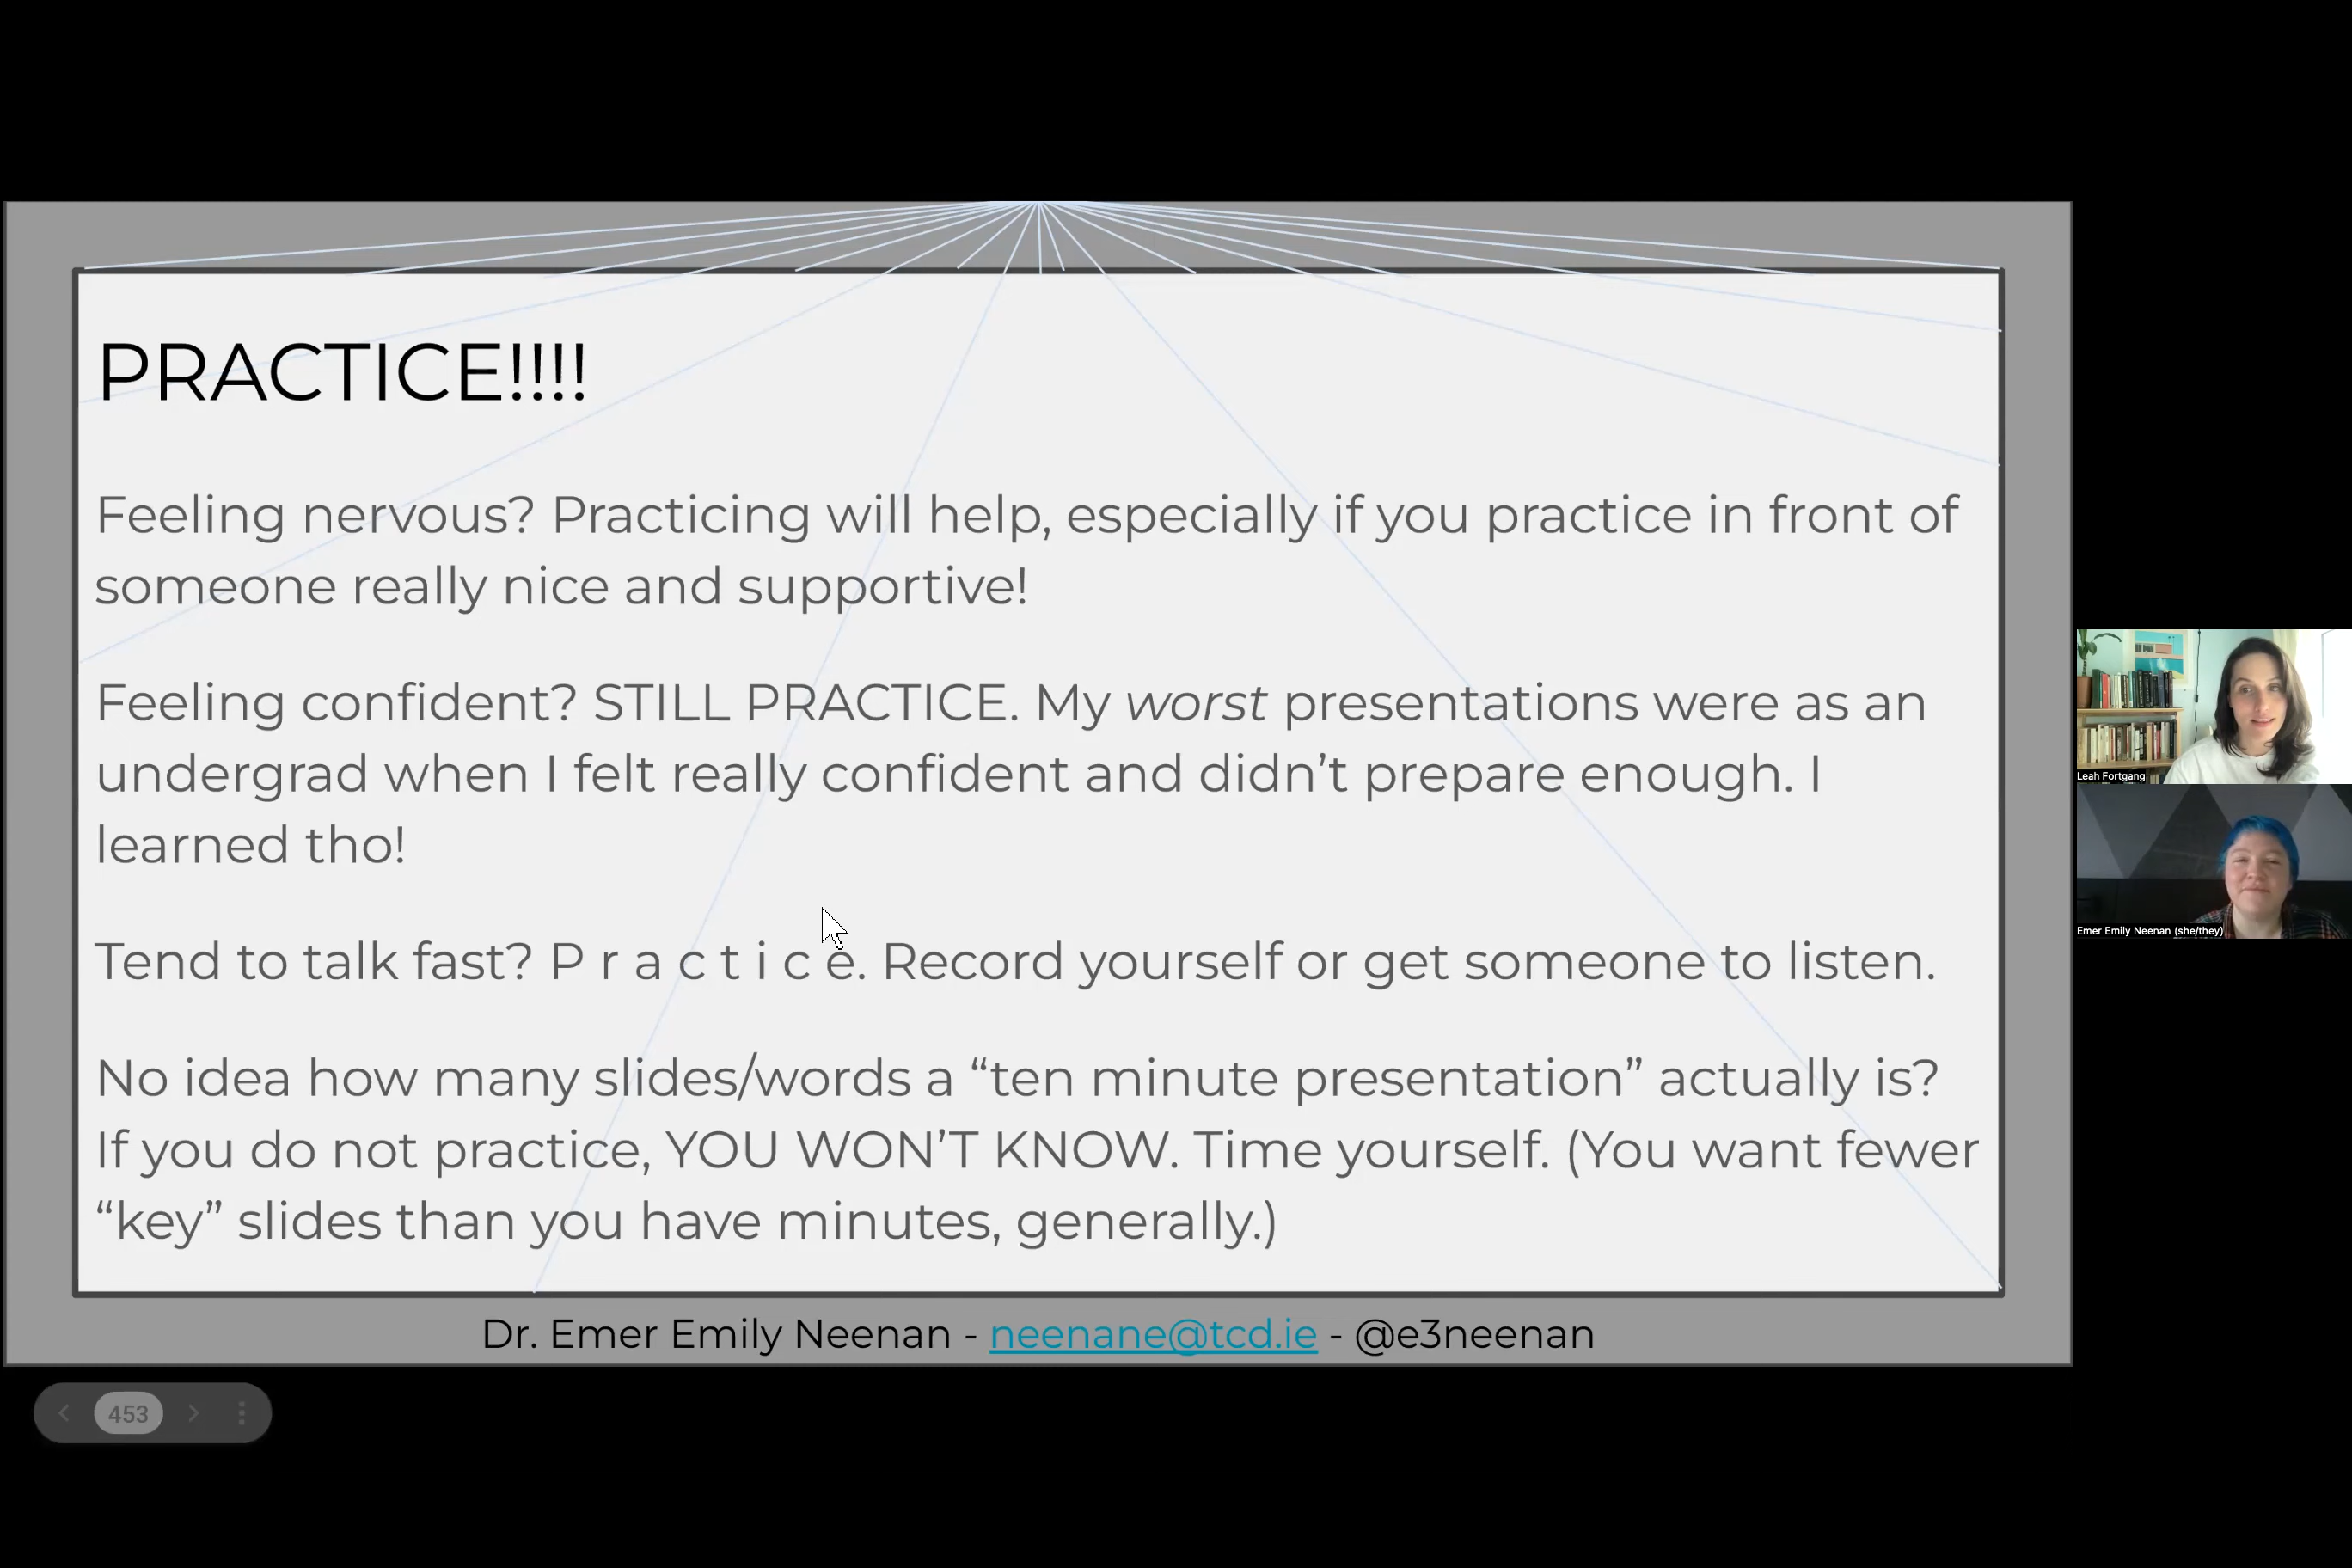 PRACTICE!!!!
Feeling nervous? Practicing will help, especially if you practice in front of
someone really nice and supportive!
Feeling confident? STILL PRACTICE. My worst presentations were as an
undergrad when I felt really confident and didn’t prepare enough. I
learned tho!
Tend to talk fast? P r a c t i c e. Record yourself or get someone to listen.
No idea how many slides/words a “ten minute presentation” actually is?
If you do not practice, YOU WON’T KNOW. Time yourself. (You want fewer
“key” slides than you have minutes, generally.)
Dr. Emer Emily Neenan - neenane@tcd.ie - @e3neenan
453
Leah Fortgang
Emer Emily Neenan (she/they)